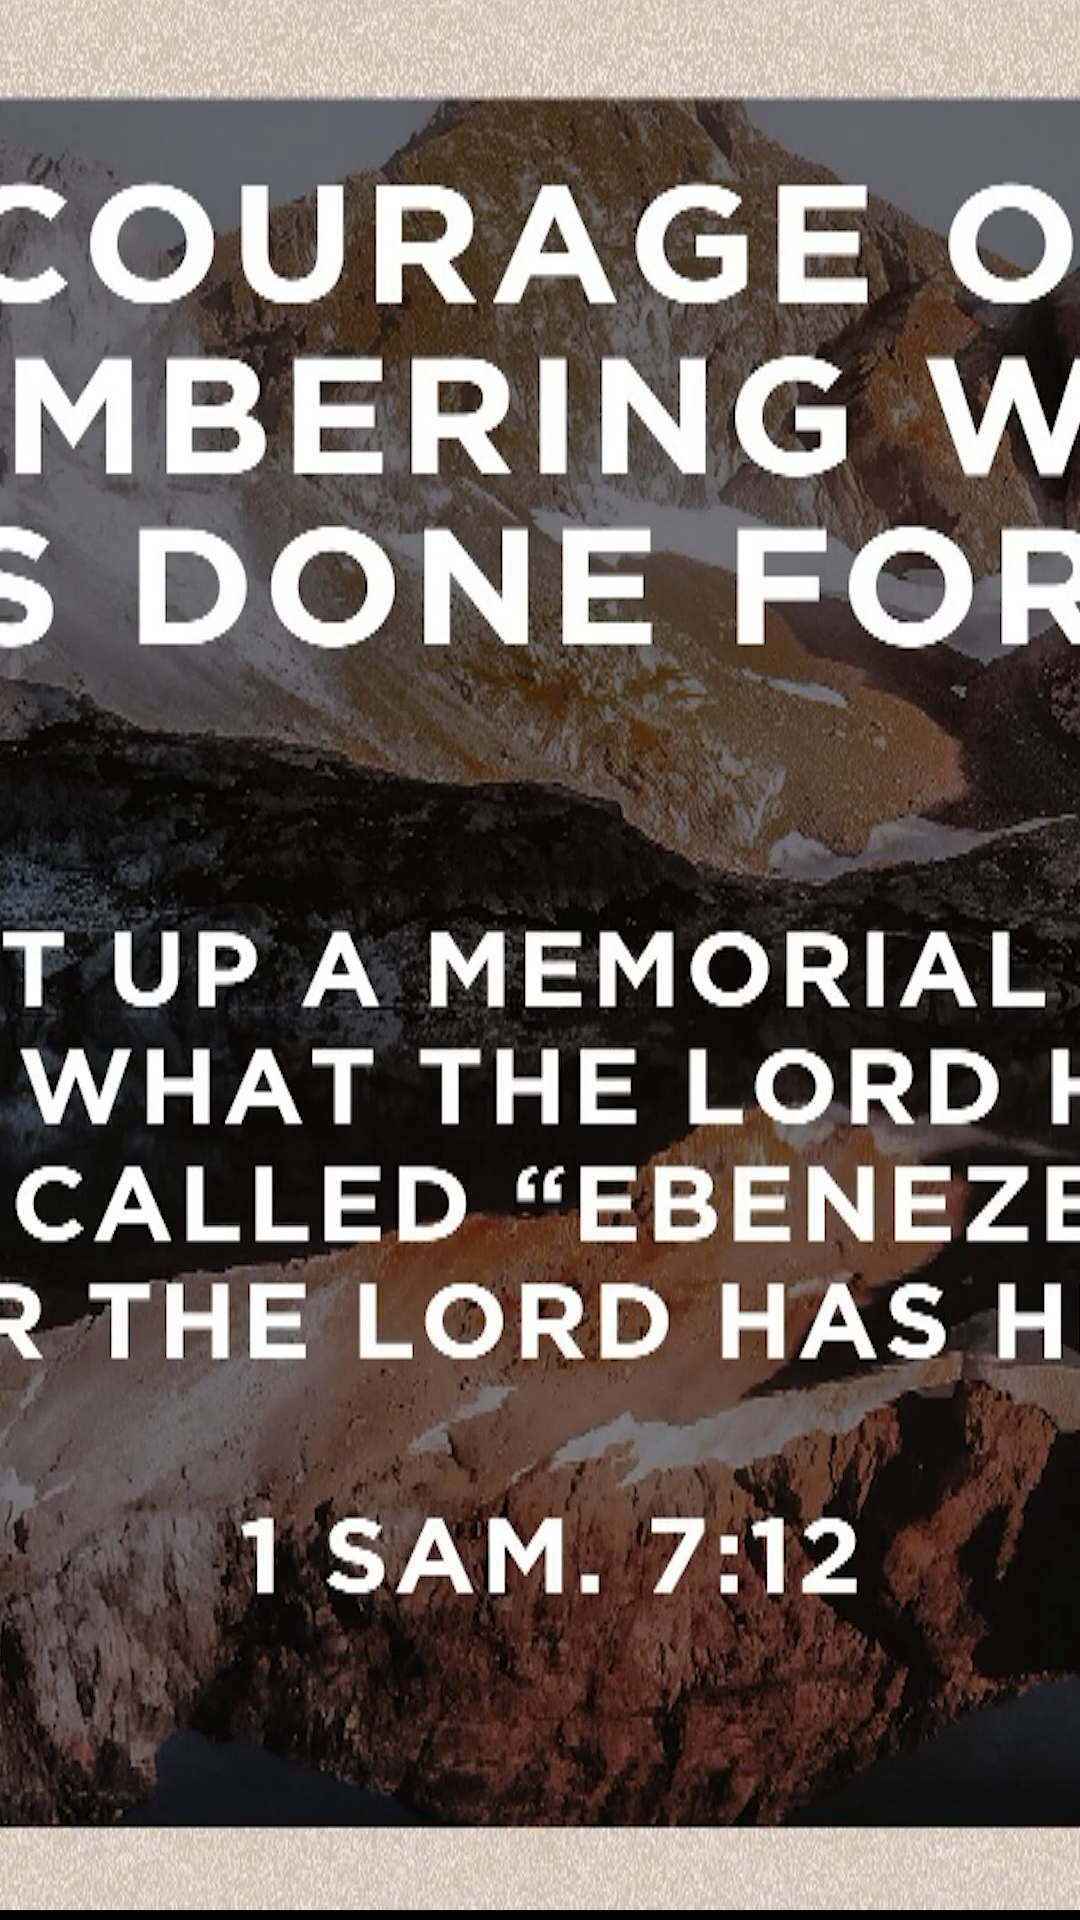 COURAGE O
MBERING W
S DONE FOR
T UP A MEMORIAL
WHAT THE LORD H
CALLED “EBENEZE
R THE LORD HAS H
1 SAM. 7:12